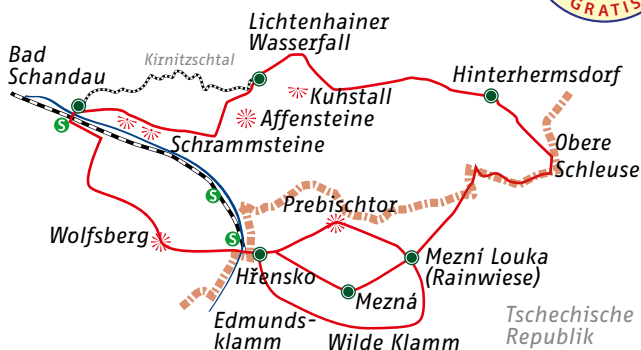 GRATIS
Lichtenhainer
Wasserfall
Bad
Schandau
Kirnitzschtal
Hinterhermsdorf
Kuhstall
Affensteine
Schrammsteine
Obere
Schleuse
S
S
S
Prebischtor
Wolfsberg
Hřensko
Mezní Louka
(Rainwiese)
Mezná
Edmunds-
klamm
Wilde Klamm
Tschechische
Republik